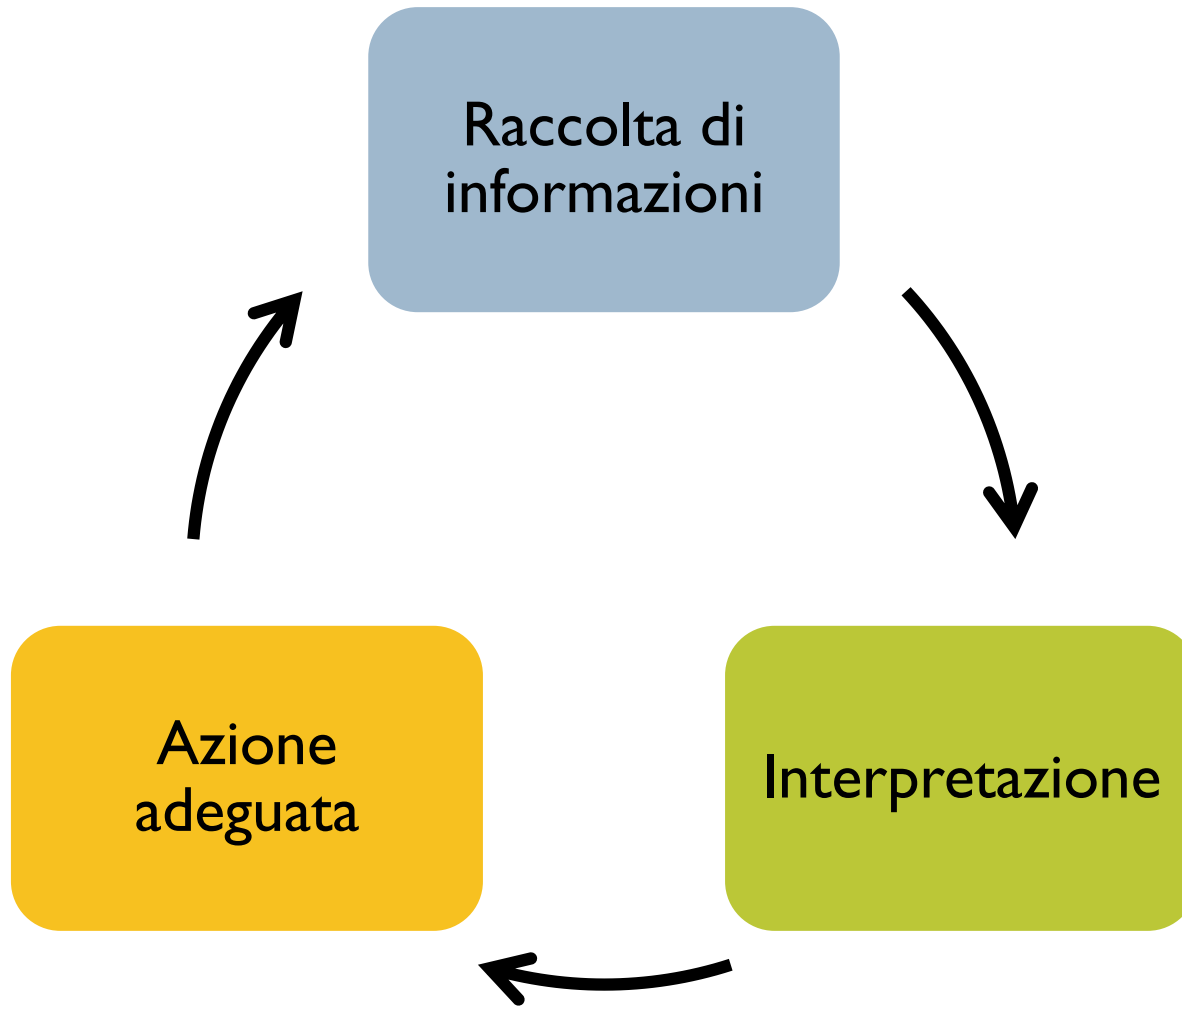 Raccolta di
informazioni
Azione
adeguata
Interpretazione